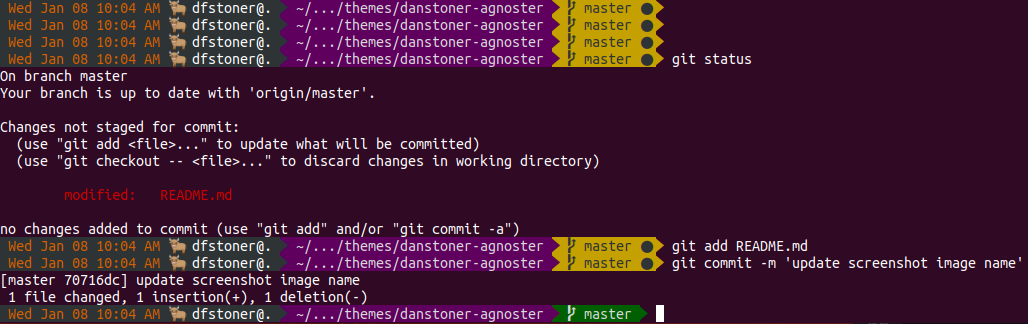 Wed Jan 08 10:04 AM dfstoner@. ~/.../themes/danstoner-agnoster master ●
Wed Jan 08 10:04 AM dfstoner@. ~/.../themes/danstoner-agnoster master ●
Wed Jan 08 10:04 AM dfstoner@. ~/.../themes/danstoner-agnoster master ●
Wed Jan 08 10:04 AM dfstoner@. ~/.../themes/danstoner-agnoster master ● git status
On branch master
Your branch is up to date with 'origin/master'.
Changes not staged for commit:
(use "git add <file>..." to update what will be committed)
(use "git checkout -- <file>..." to discard changes in working directory)
modified: README.md
no changes added to commit (use "git add" and/or "git commit -a")
Wed Jan 08 10:04 AM dfstoner@. ~/.../themes/danstoner-agnoster master ● git add README.md
Wed Jan 08 10:04 AM dfstoner@. ~/.../themes/danstoner-agnoster master ● git commit -m 'update screenshot image name'
[master 70716dc] update screenshot image name
1 file changed, 1 insertion(+), 1 deletion(-)
Wed Jan 08 10:04 AM dfstoner@. ~/.../themes/danstoner-agnoster master